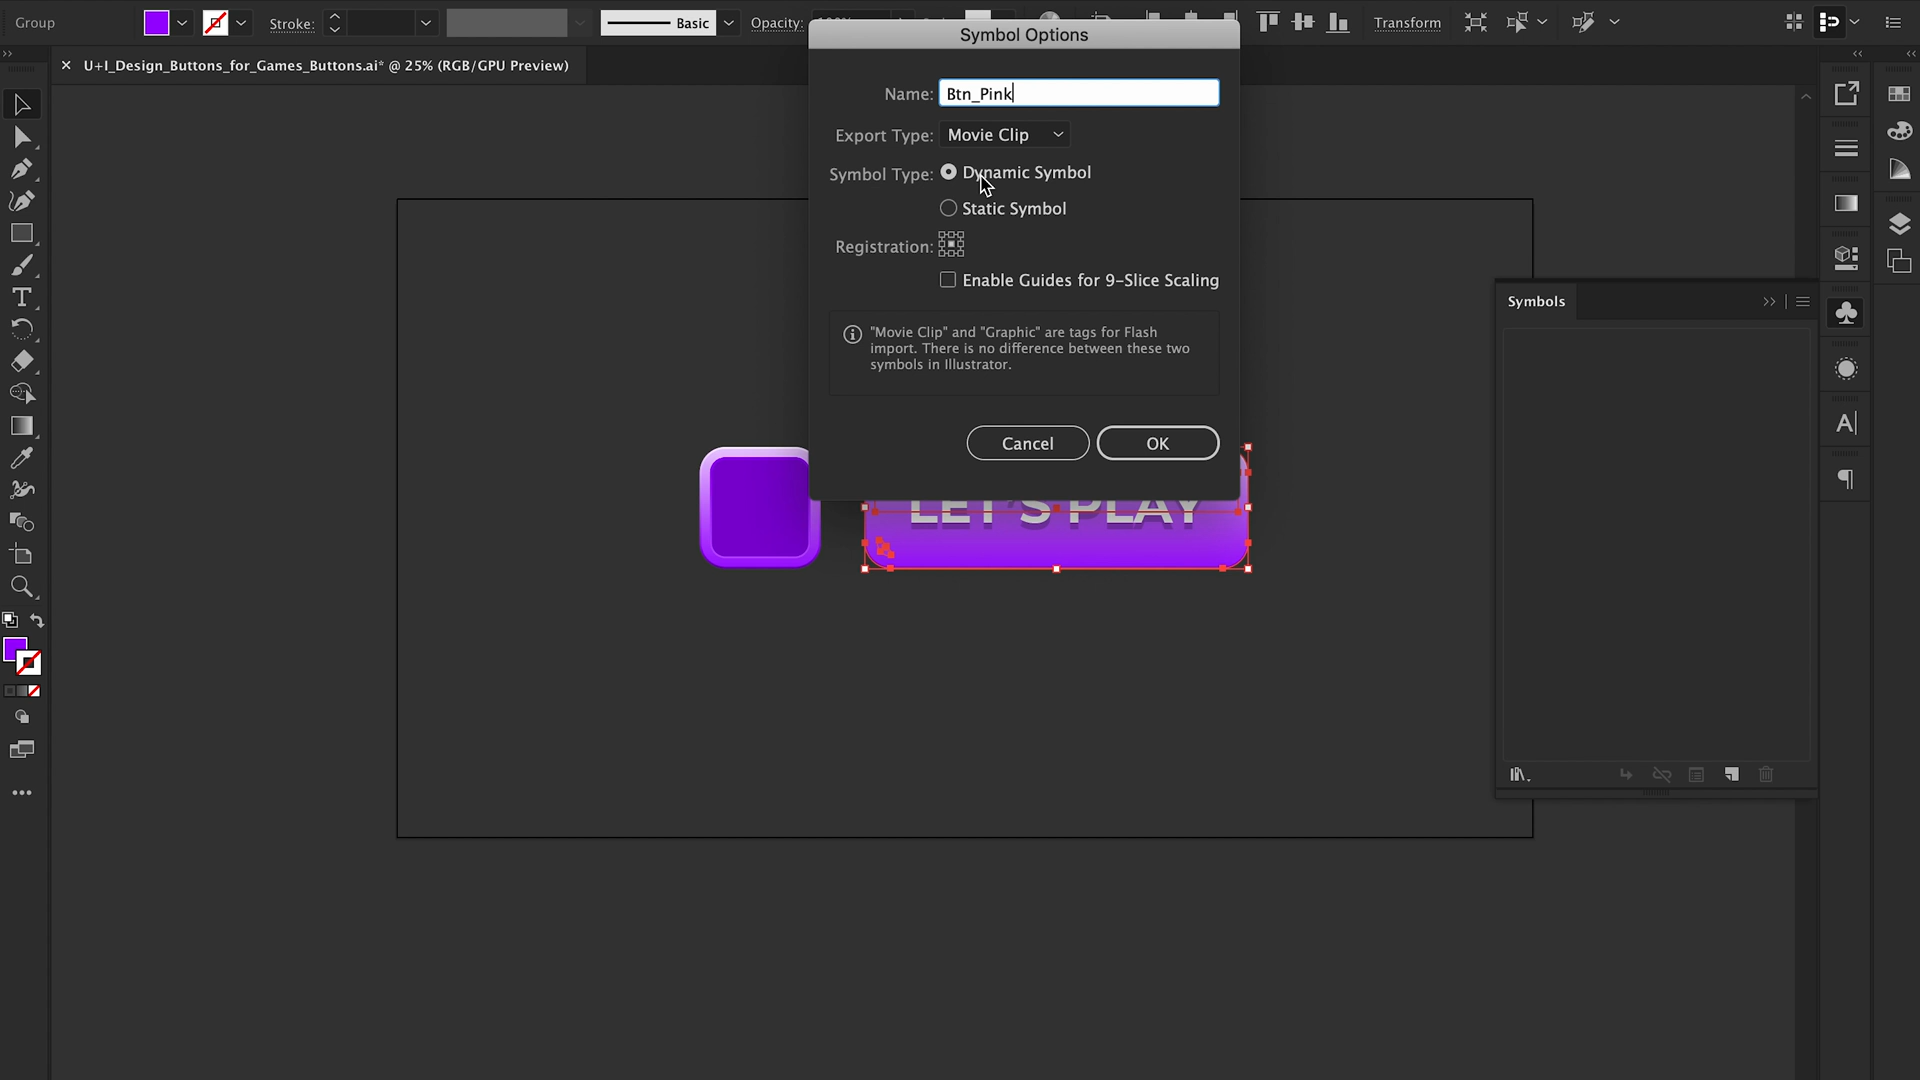 Group
Stroke:
Basic
Opacity:
Transform
U+I_Design_Buttons_for_Games_Buttons.ai* @ 25% (RGB/GPU Preview)
Symbol Options
Name: Btn_Pink
Export Type: Movie Clip
Symbol Type: Dynamic Symbol
Static Symbol
Registration:
Enable Guides for 9-Slice Scaling
"Movie Clip" and "Graphic" are tags for Flash
import. There is no difference between these two
symbols in Illustrator.
Cancel
OK
LET'S PLAY
Symbols